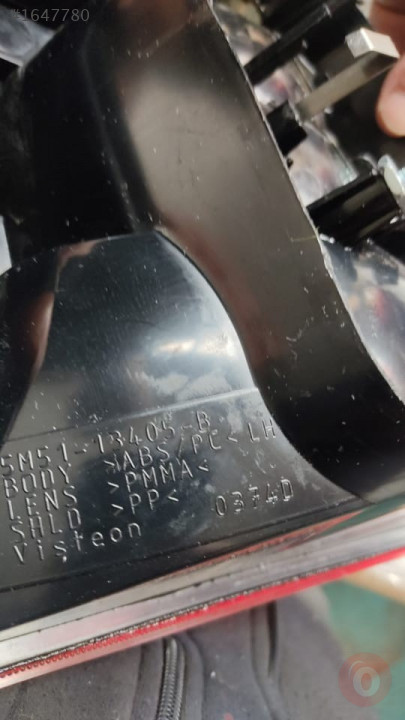 #1647780
5M51-13405-B
BODY >ABS/PC< LH
LENS >PMMA<
SHLD >PP< 0374D
Visteon